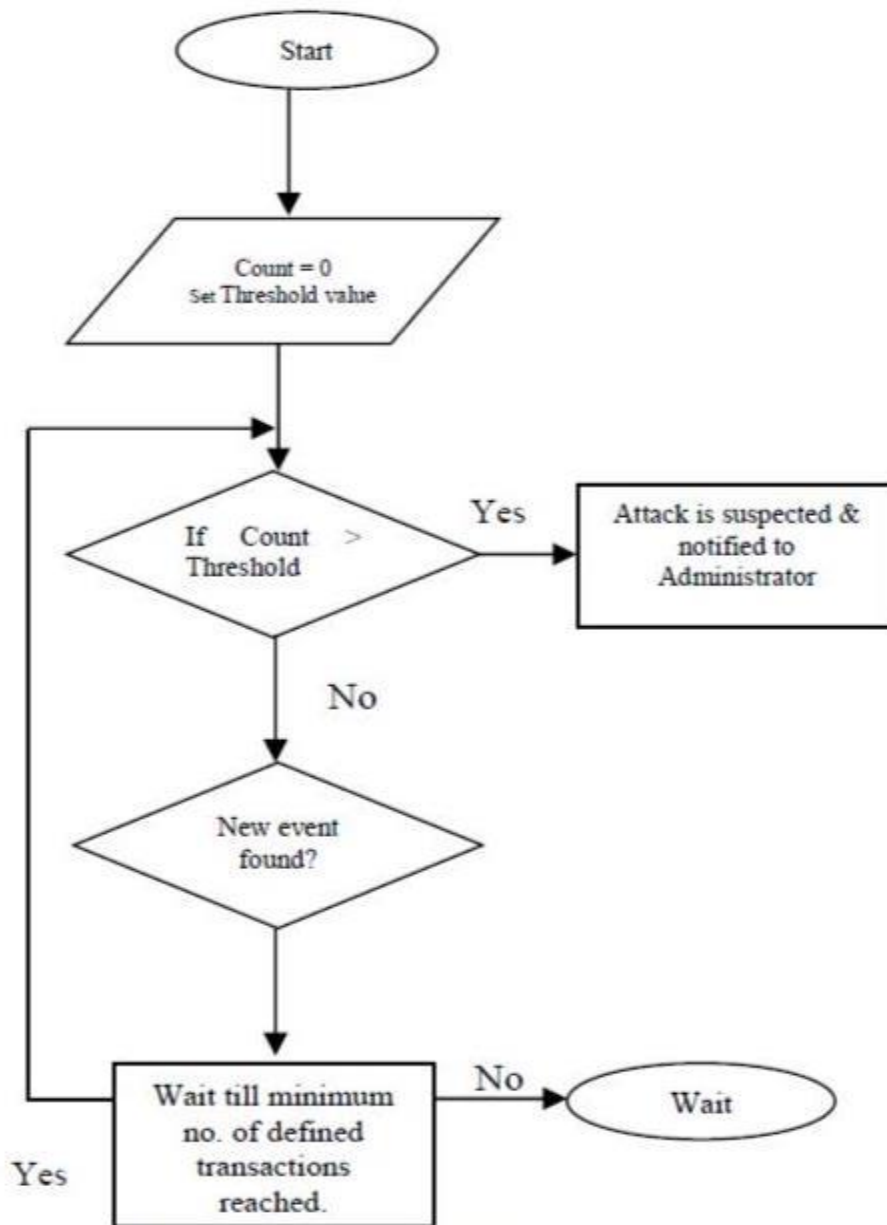 Start
Count = 0
Set Threshold value
If Count >
Threshold
Yes
Attack is suspected &
notified to
Administrator
No
New event
found?
Wait till minimum
no. of defined
transactions
reached.
No
Wait
Yes